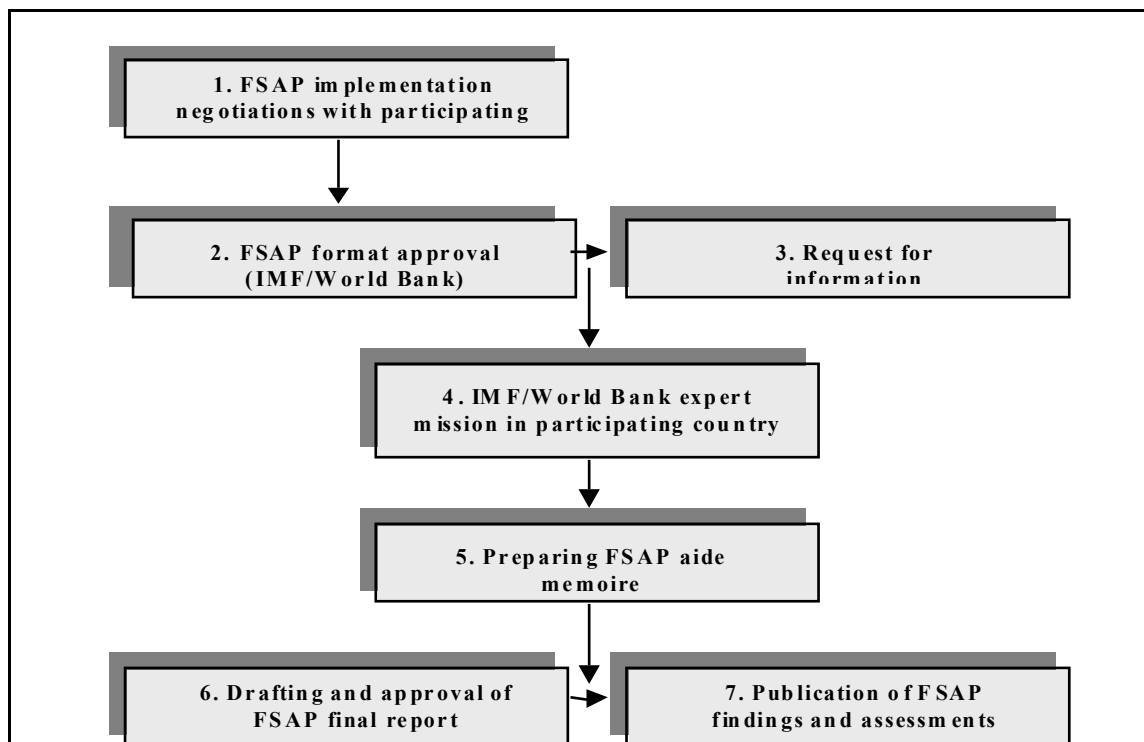 1. FSAP implementation
negotiations with participating
2. FSAP format approval
(IMF/World Bank)
3. Request for
information
4. IMF/World Bank expert
mission in participating country
5. Preparing FSAP aide
memoire
6. Drafting and approval of
FSAP final report
7. Publication of FSAP
findings and assessments